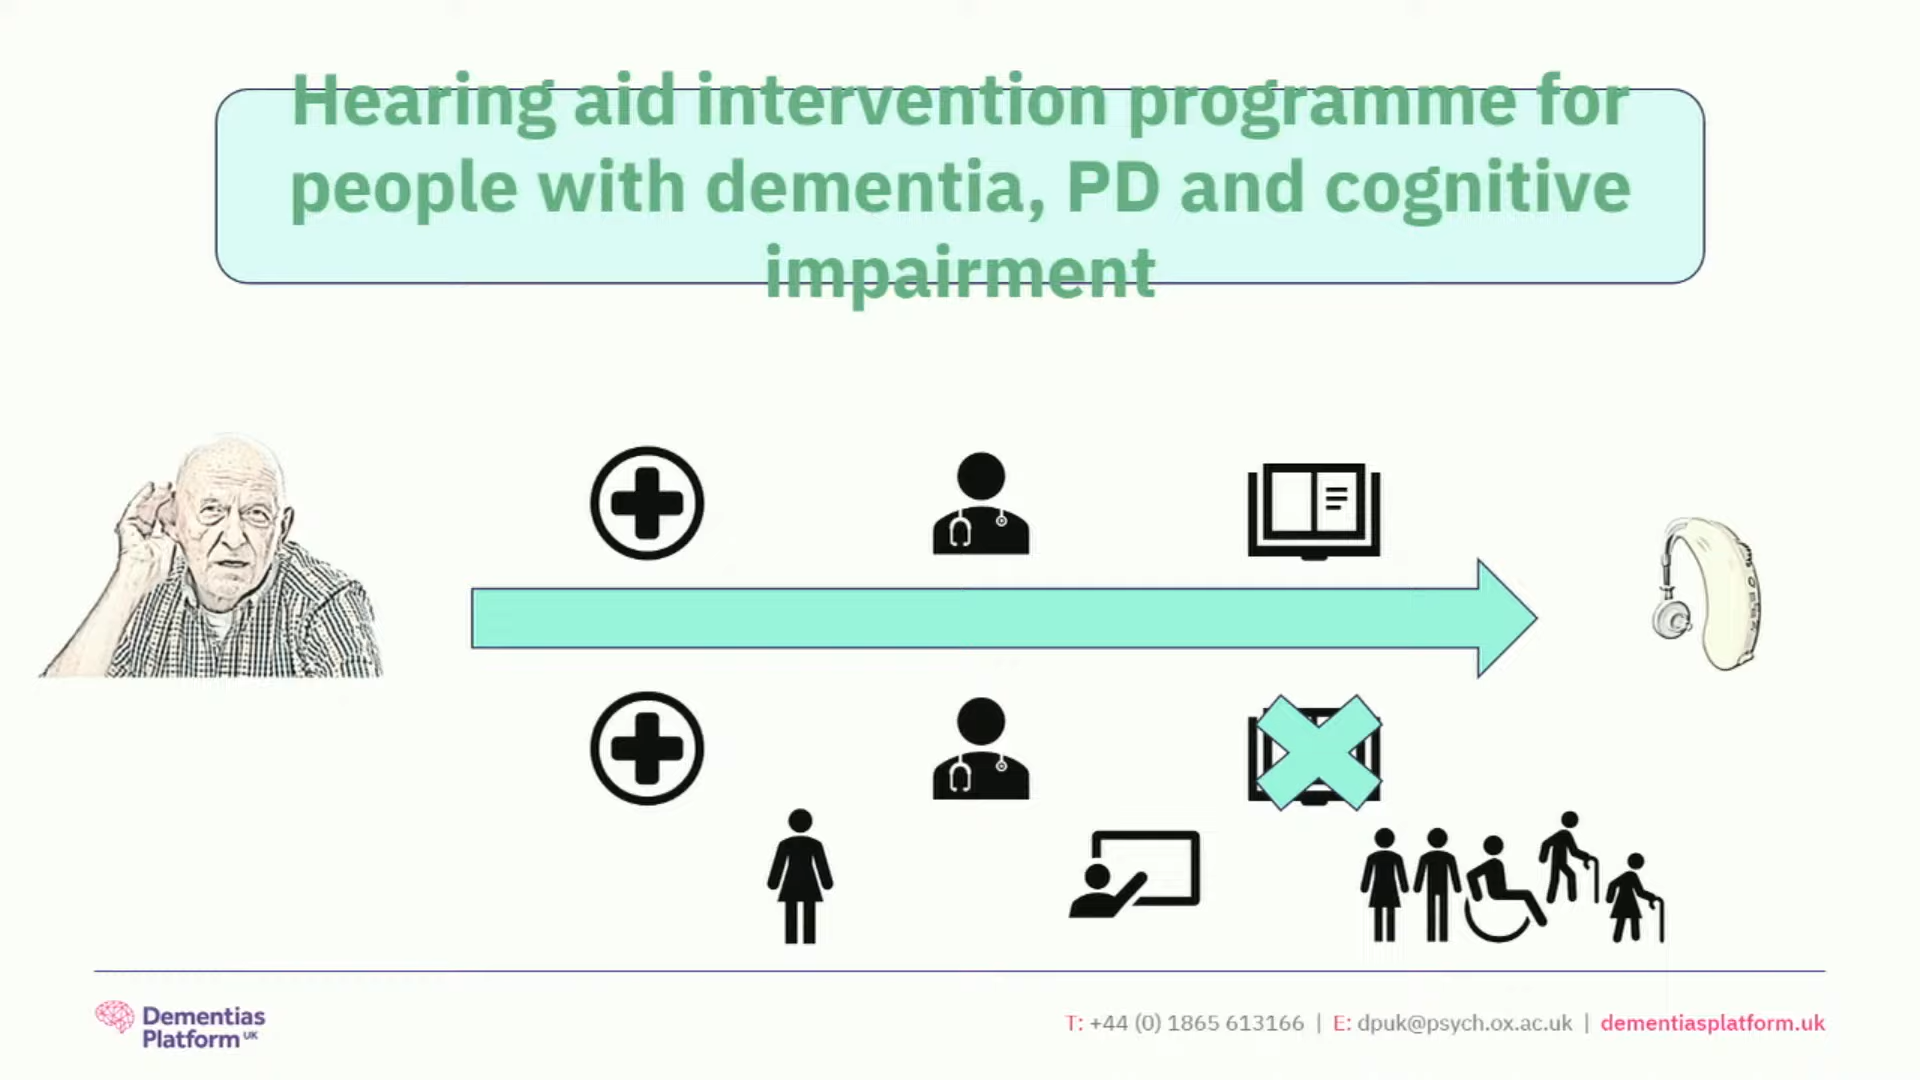 Hearing aid intervention programme for
people with dementia, PD and cognitive
impairment
Dementias
Platform UK
T: +44 (0) 1865 613166 | E: dpuk@psych.ox.ac.uk | dementiasplatform.uk